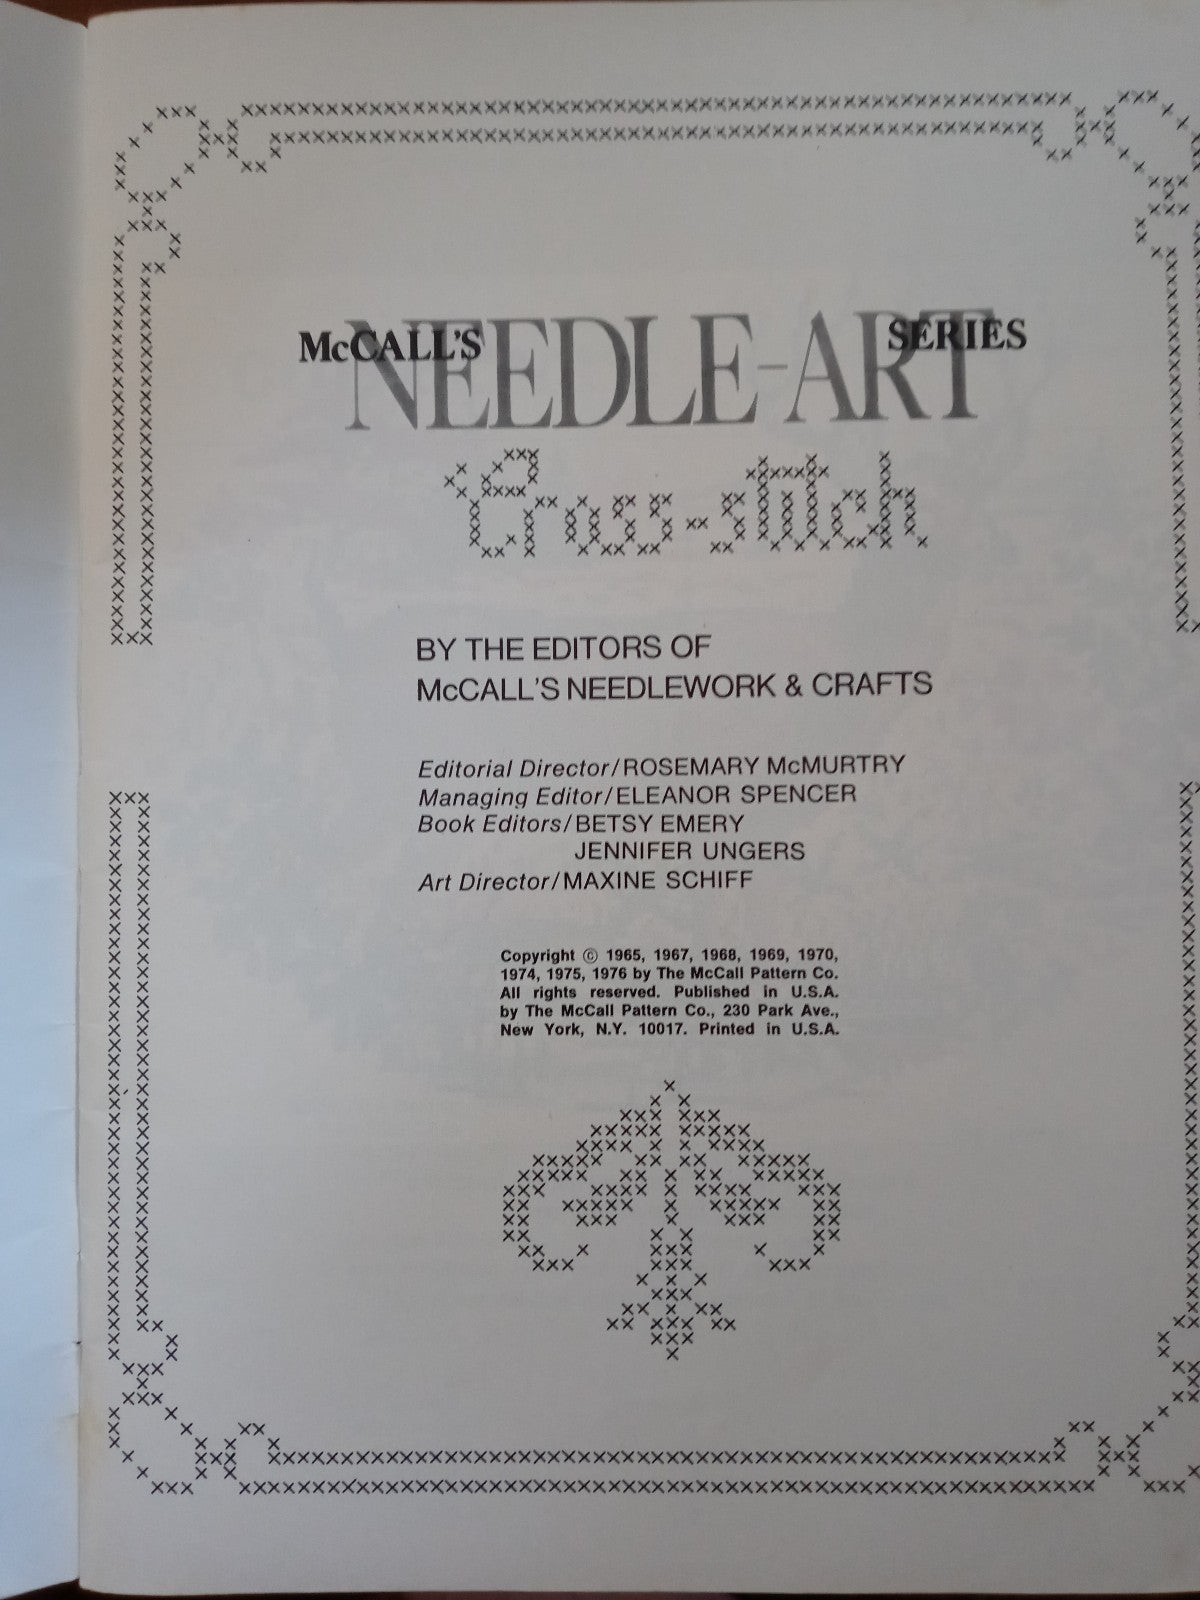 McCALL'S NEEDLE-ART SERIES
Cross-stitch
BY THE EDITORS OF
McCALL'S NEEDLEWORK & CRAFTS
Editorial Director/ROSEMARY McMURTRY
Managing Editor/ELEANOR SPENCER
Book Editors/BETSY EMERY
JENNIFER UNGERS
Art Director/MAXINE SCHIFF
Copyright © 1965, 1967, 1968, 1969, 1970,
1974, 1975, 1976 by The McCall Pattern Co.
All rights reserved. Published in U.S.A.
by The McCall Pattern Co., 230 Park Ave.,
New York, N.Y. 10017. Printed in U.S.A.